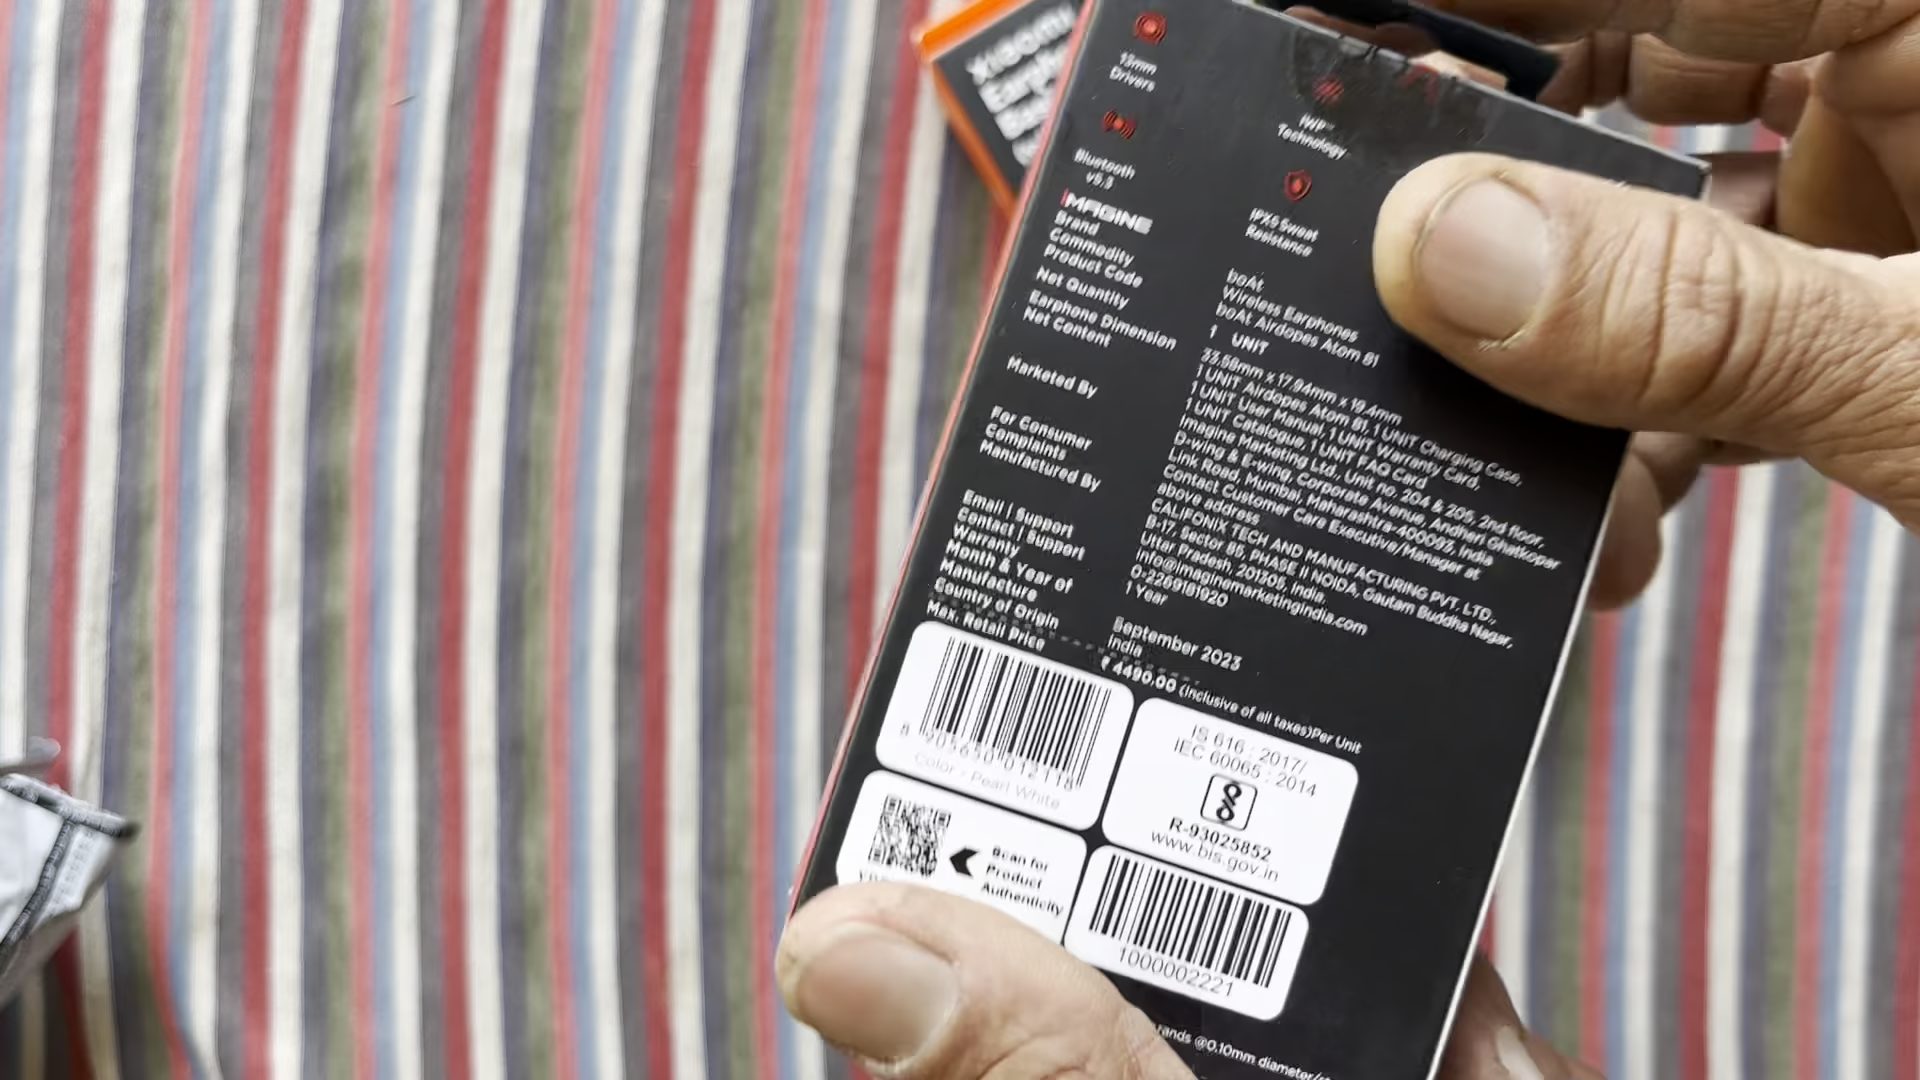 Xiaomi
13mm
Drivers
IWP™
Technology
Bluetooth
v5.3
IPX5 Sweat
Resistance
IMAGINE
Brand
boAt
Commodity
Wireless Earphones
Product Code
boAt Airdopes Atom 81
Net Quantity
1 UNIT
Earphone Dimension
33.58mm x 17.94mm x 19.4mm
Net Content
1 UNIT Airdopes Atom 81, 1 UNIT Charging Case,
1 UNIT User Manual, 1 UNIT Warranty Card,
1 UNIT Catalogue, 1 UNIT FAQ Card
Marketed By
Imagine Marketing Ltd, Unit no. 204 & 205, 2nd floor,
D-wing & E-wing, Corporate Avenue, Andheri Ghatkopar
Link Road, Mumbai, Maharashtra-400093, India
For Consumer
Complaints
Contact Customer Care Executive/Manager at
above address
Manufactured By
CALIFONIX TECH AND MANUFACTURING PVT. LTD.,
B-17, Sector 85, PHASE II NOIDA, Gautam Buddha Nagar,
Utter Pradesh, 201305, India.
Email | Support
info@imaginemarketingindia.com
Contact | Support
0-2269181920
Warranty
1 Year
Month & Year of
Manufacture
September 2023
Country of Origin
India
Max. Retail Price
₹ 4490.00 (Inclusive of all taxes)Per Unit
8 905650 012118
Color - Pearl White
IS 616 : 2017/
IEC 60065 : 2014
R-93025852
www.bis.gov.in
Scan for
Product
Authenticity
1000002221
@0.10mm